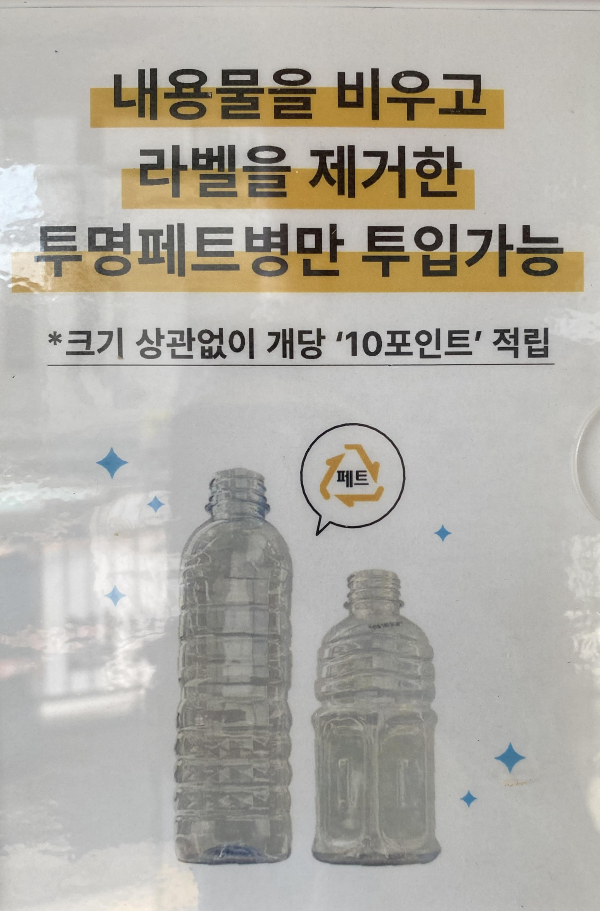 내용물을 비우고
라벨을 제거한
투명페트병만 투입가능
*크기 상관없이 개당 ‘10포인트’ 적립
페트